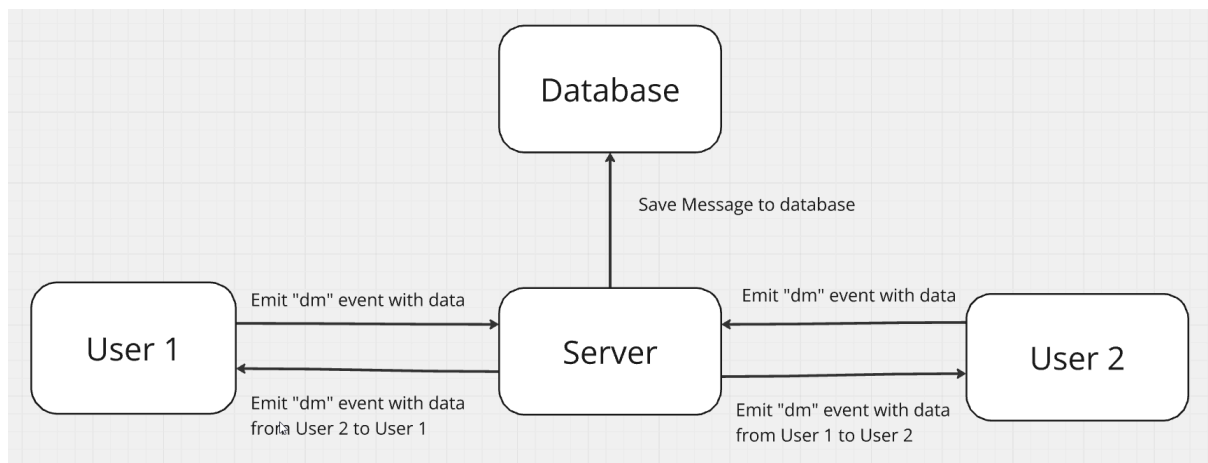 Database
Save Message to database
Emit "dm" event with data
Emit "dm" event with data
User 1
Server
User 2
Emit "dm" event with data
from User 2 to User 1
Emit "dm" event with data
from User 1 to User 2